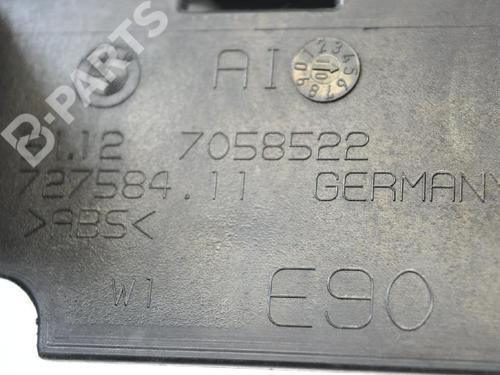 B-PARTS
AI
7058522
727584.11 GERMANY
>ABS<
W1
E90